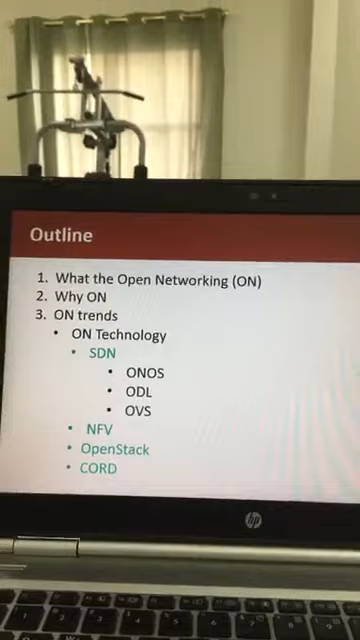 Outline
1. What the Open Networking (ON)
2. Why ON
3. ON trends
• ON Technology
• SDN
• ONOS
• ODL
• OVS
• NFV
• OpenStack
• CORD
hp